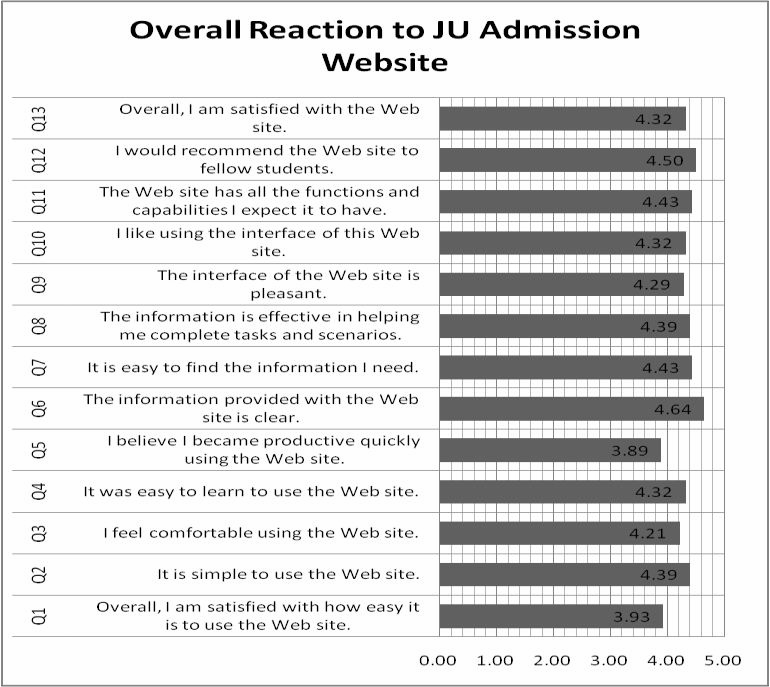 Overall Reaction to JU Admission
Website
Q13
Overall, I am satisfied with the Web
site.
4.32
Q12
I would recommend the Web site to
fellow students.
4.50
Q11
The Web site has all the functions and
capabilities I expect it to have.
4.43
Q10
I like using the interface of this Web
site.
4.32
Q9
The interface of the Web site is
pleasant.
4.29
Q8
The information is effective in helping
me complete tasks and scenarios.
4.39
Q7
It is easy to find the information I need.
4.43
Q6
The information provided with the Web
site is clear.
4.64
Q5
I believe I became productive quickly
using the Web site.
3.89
Q4
It was easy to learn to use the Web site.
4.32
Q3
I feel comfortable using the Web site.
4.21
Q2
It is simple to use the Web site.
4.39
Q1
Overall, I am satisfied with how easy it
is to use the Web site.
3.93
0.00 1.00 2.00 3.00 4.00 5.00